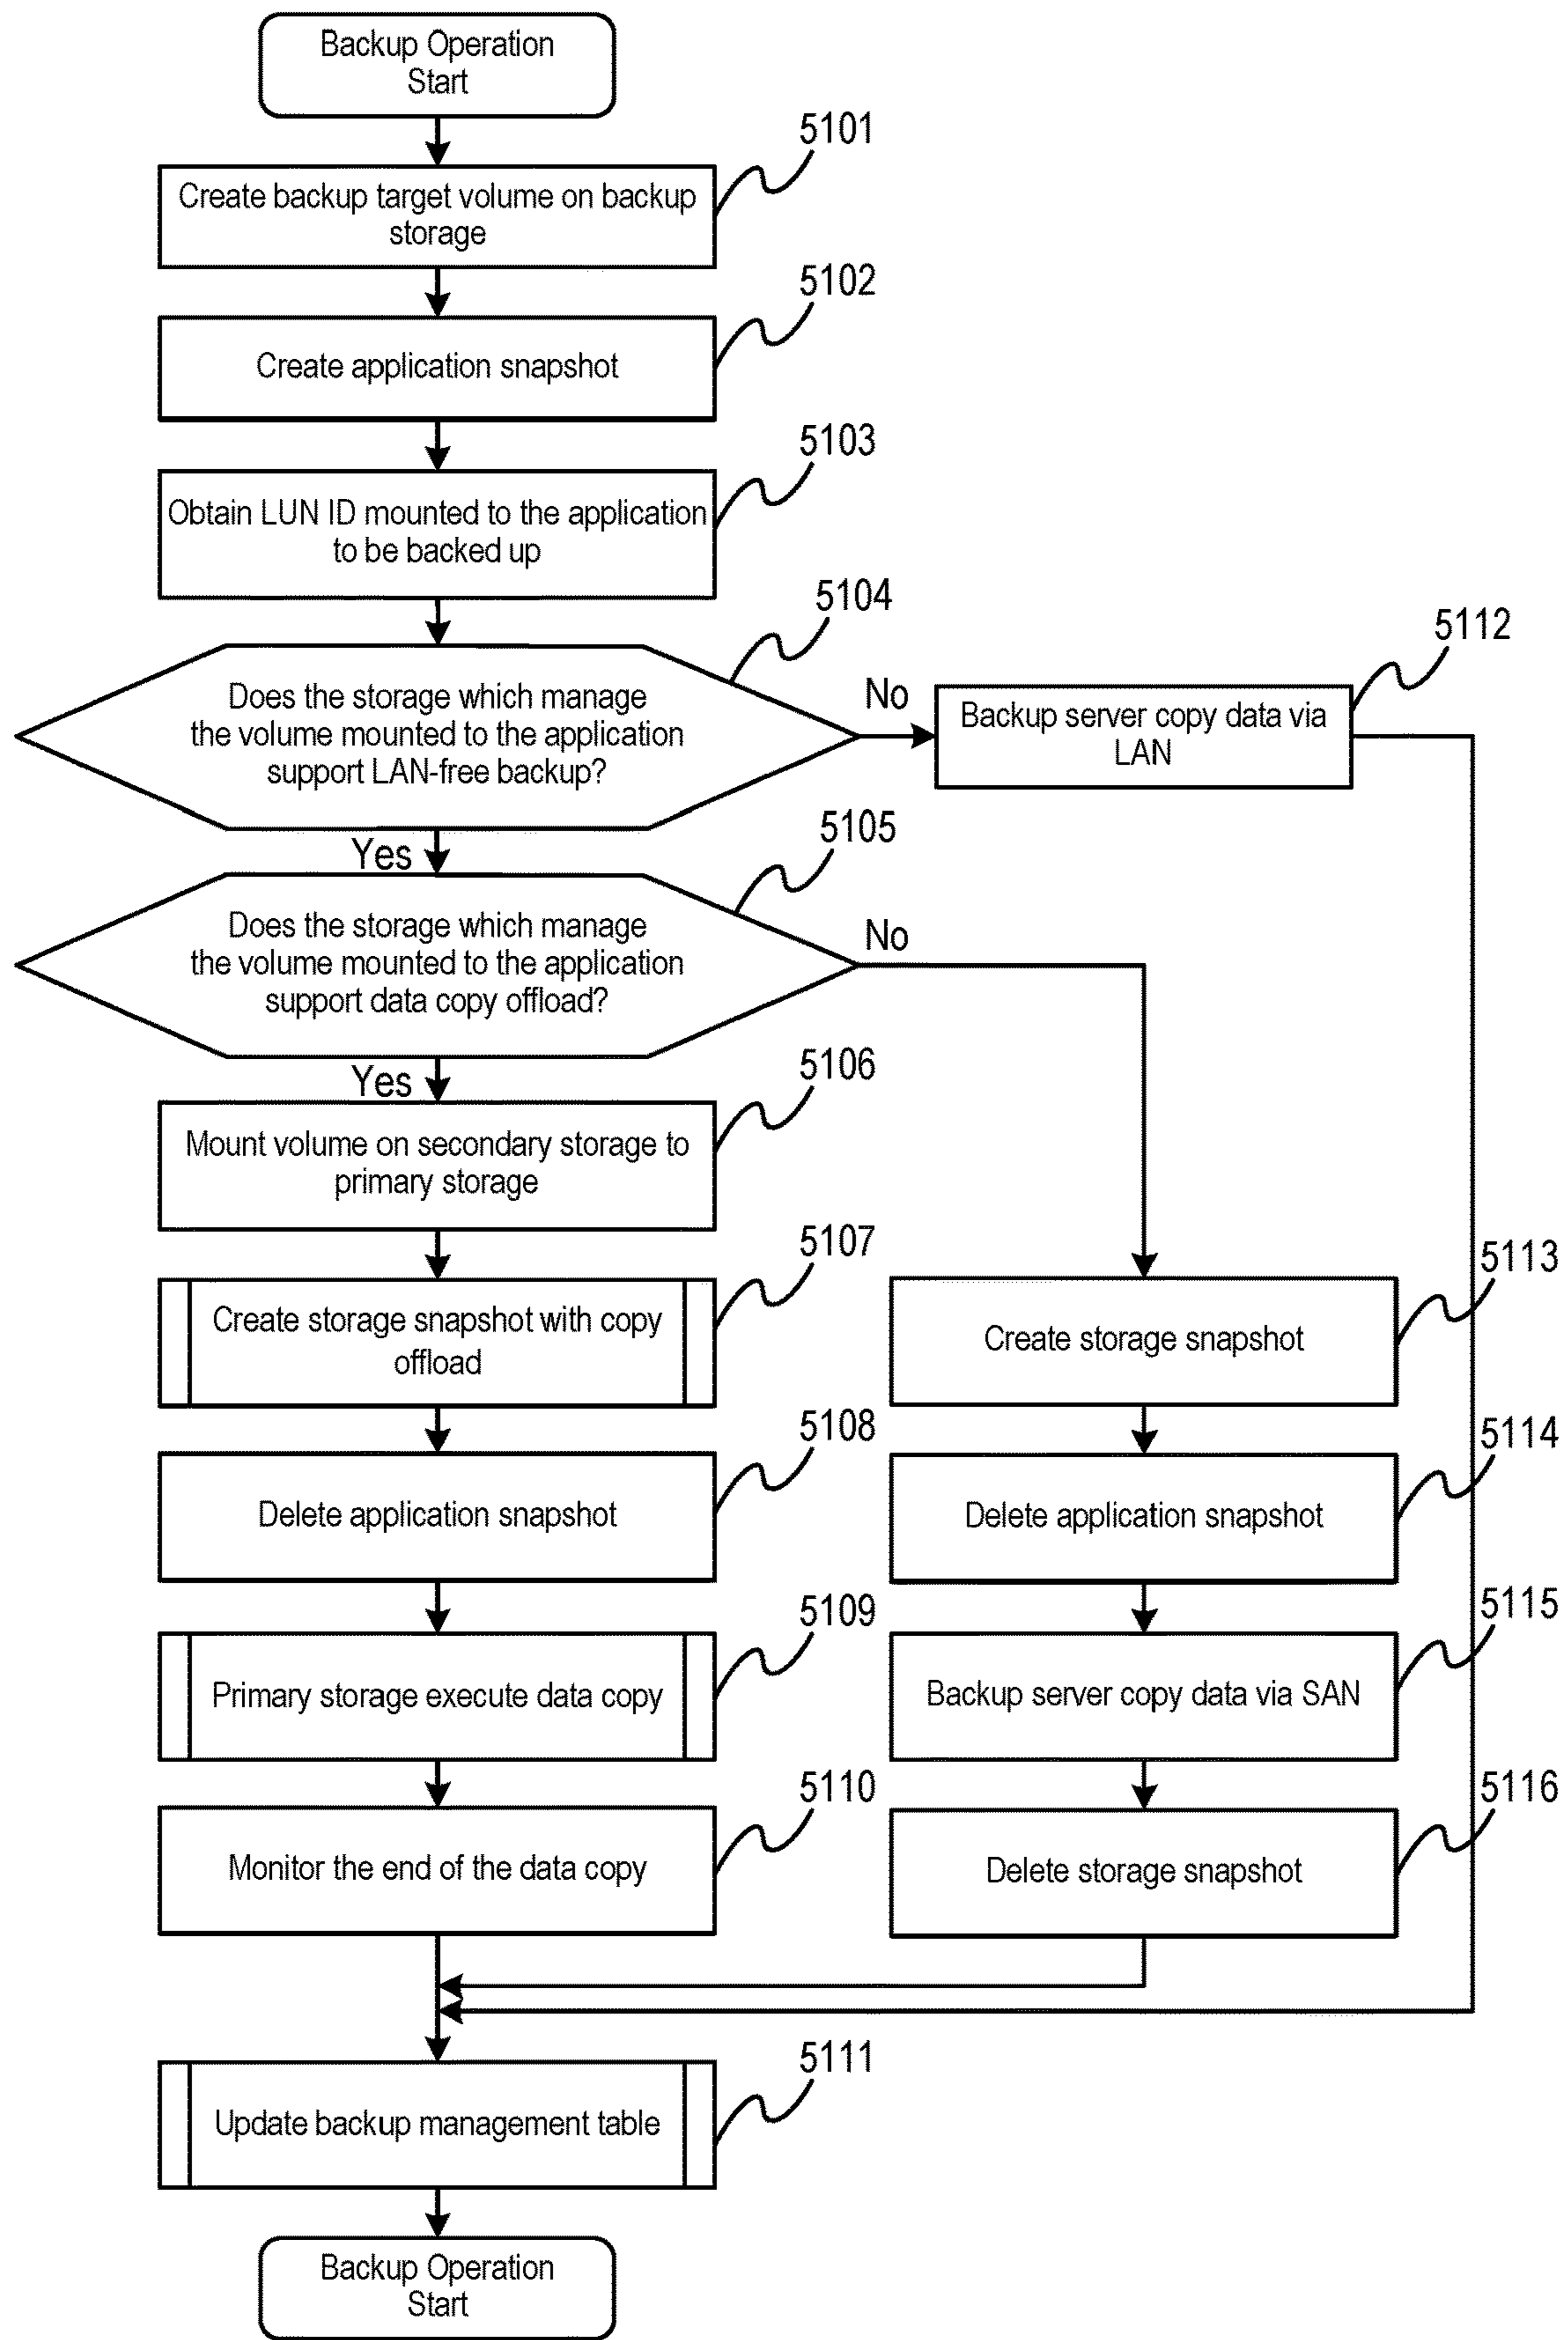 Backup Operation
Start
5101
Create backup target volume on backup
storage
5102
Create application snapshot
5103
Obtain LUN ID mounted to the application
to be backed up
5104
Does the storage which manage
the volume mounted to the application
support LAN-free backup?
No
5112
Backup server copy data via
LAN
Yes
5105
Does the storage which manage
the volume mounted to the application
support data copy offload?
No
Yes
5106
Mount volume on secondary storage to
primary storage
5107
Create storage snapshot with copy
offload
5113
Create storage snapshot
5108
Delete application snapshot
5114
Delete application snapshot
5109
Primary storage execute data copy
5115
Backup server copy data via SAN
5110
Monitor the end of the data copy
5116
Delete storage snapshot
5111
Update backup management table
Backup Operation
Start